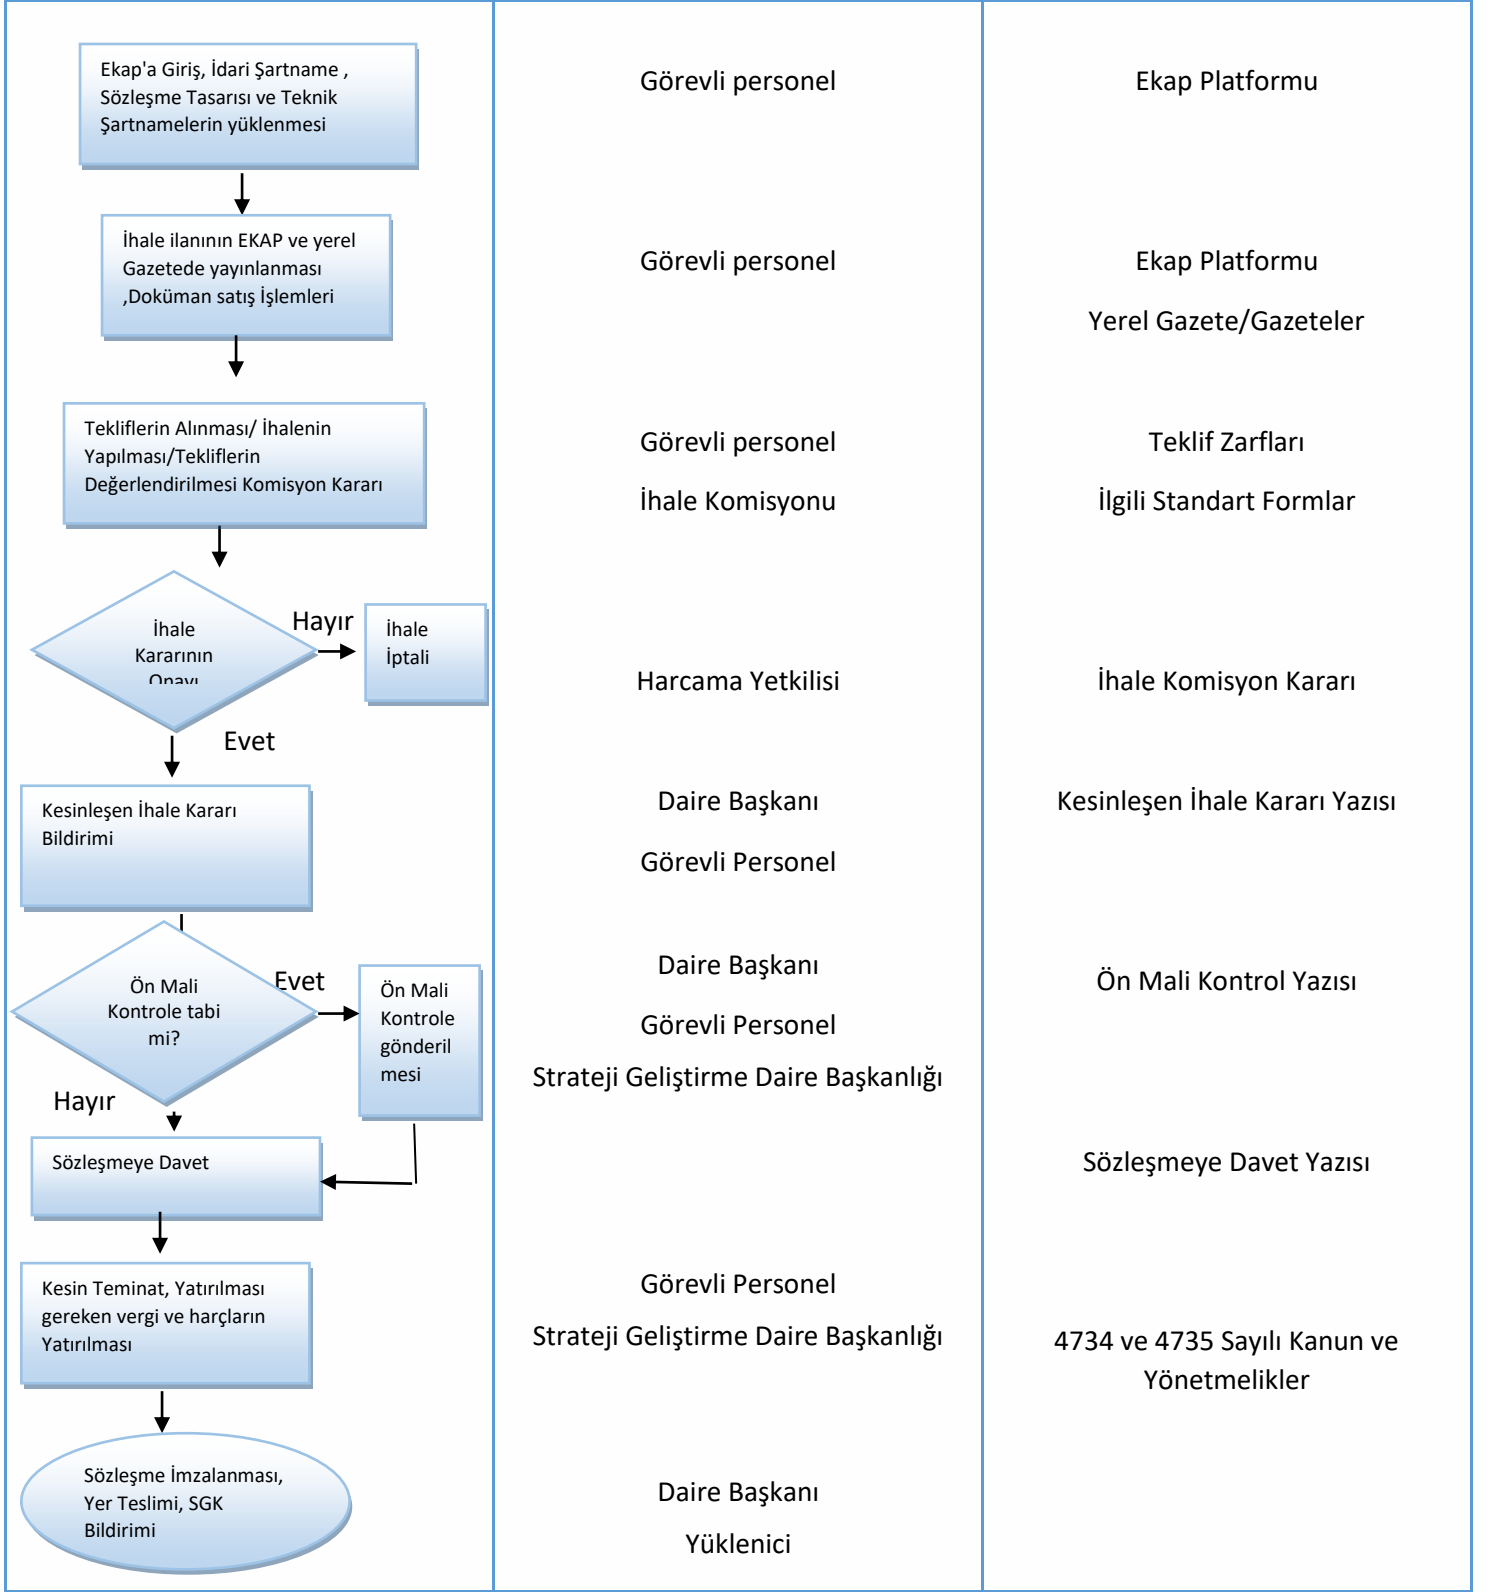 Ekap'a Giriş, İdari Şartname ,
Sözleşme Tasarısı ve Teknik
Şartnamelerin yüklenmesi
Görevli personel
Ekap Platformu
İhale ilanının EKAP ve yerel
Gazetede yayınlanması
,Doküman satış İşlemleri
Görevli personel
Ekap Platformu
Yerel Gazete/Gazeteler
Tekliflerin Alınması/ İhalenin
Yapılması/Tekliflerin
Değerlendirilmesi Komisyon Kararı
Görevli personel
İhale Komisyonu
Teklif Zarfları
İlgili Standart Formlar
İhale
Kararının
Onayı
Hayır
İhale
İptali
Evet
Harcama Yetkilisi
İhale Komisyon Kararı
Kesinleşen İhale Kararı
Bildirimi
Daire Başkanı
Görevli Personel
Kesinleşen İhale Kararı Yazısı
Ön Mali
Kontrole tabi
mi?
Evet
Ön Mali
Kontrole
gönderil
mesi
Hayır
Daire Başkanı
Görevli Personel
Strateji Geliştirme Daire Başkanlığı
Ön Mali Kontrol Yazısı
Sözleşmeye Davet
Sözleşmeye Davet Yazısı
Kesin Teminat, Yatırılması
gereken vergi ve harçların
Yatırılması
Görevli Personel
Strateji Geliştirme Daire Başkanlığı
4734 ve 4735 Sayılı Kanun ve
Yönetmelikler
Sözleşme İmzalanması,
Yer Teslimi, SGK
Bildirimi
Daire Başkanı
Yüklenici